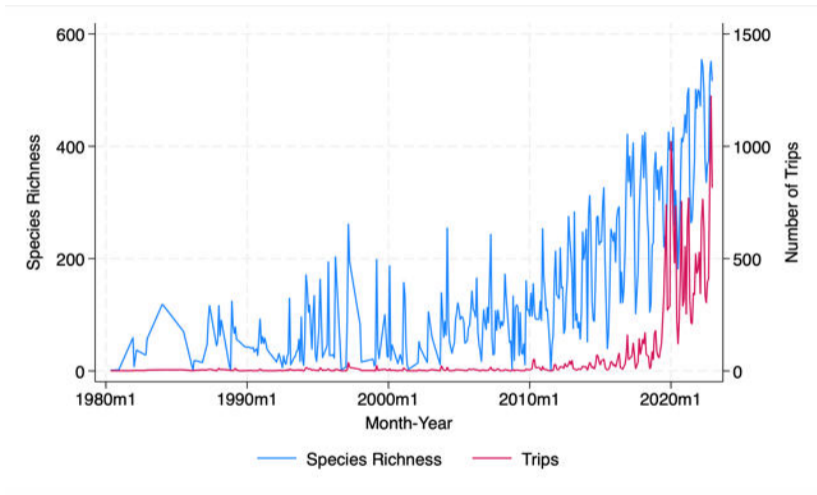 600
400
200
0
Species Richness
1500
1000
500
0
Number of Trips
1980m1 1990m1 2000m1 2010m1 2020m1
Month-Year
Species Richness Trips